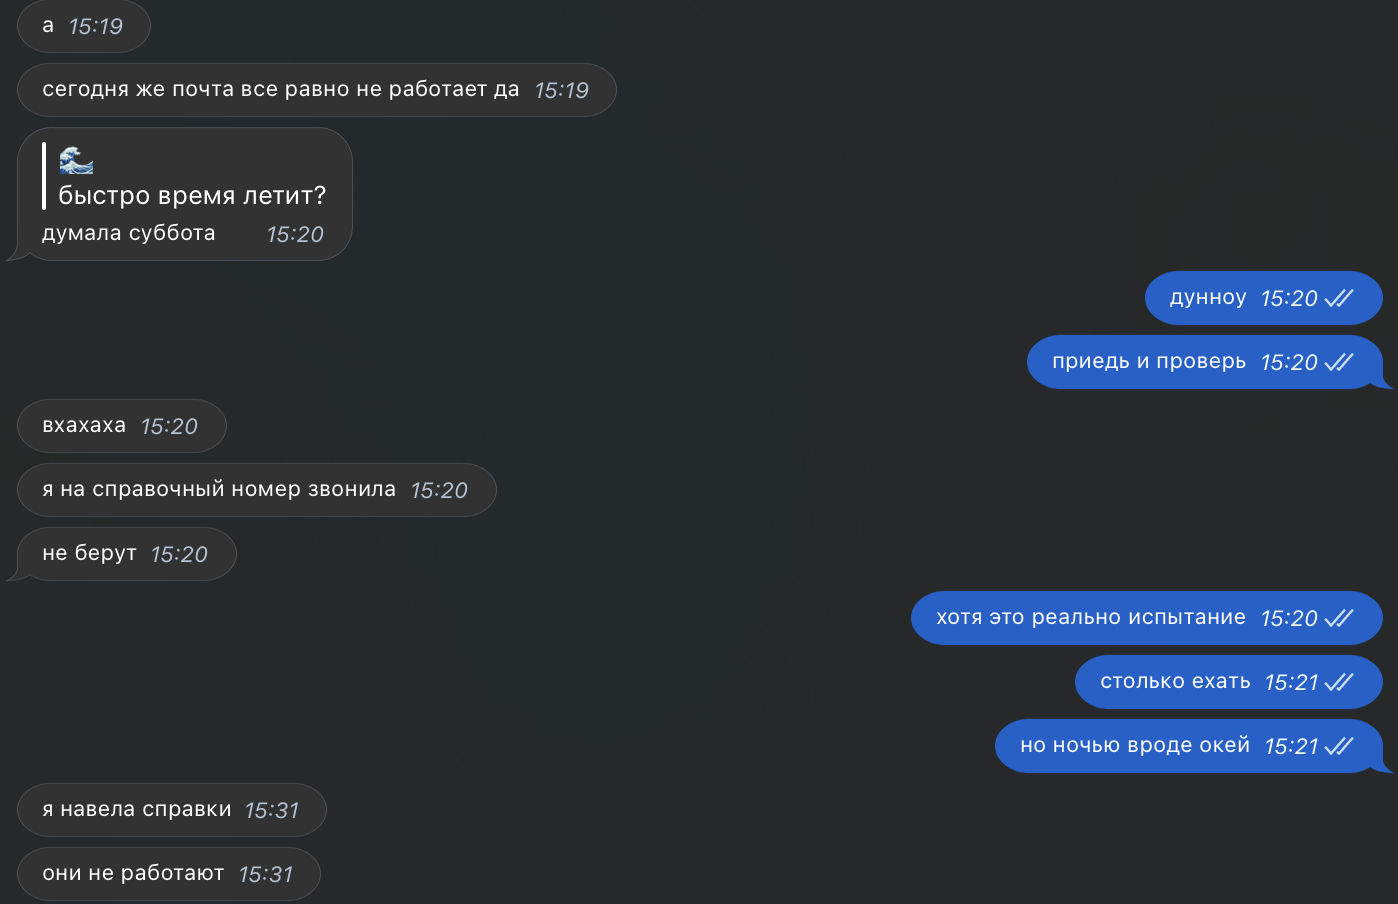 а 15:19
сегодня же почта все равно не работает да 15:19
🌊
быстро время летит?
думала суббота 15:20
дунноу 15:20
приедь и проверь 15:20
вхахаха 15:20
я на справочный номер звонила 15:20
не берут 15:20
хотя это реально испытание 15:20
столько ехать 15:21
но ночью вроде окей 15:21
я навела справки 15:31
они не работают 15:31